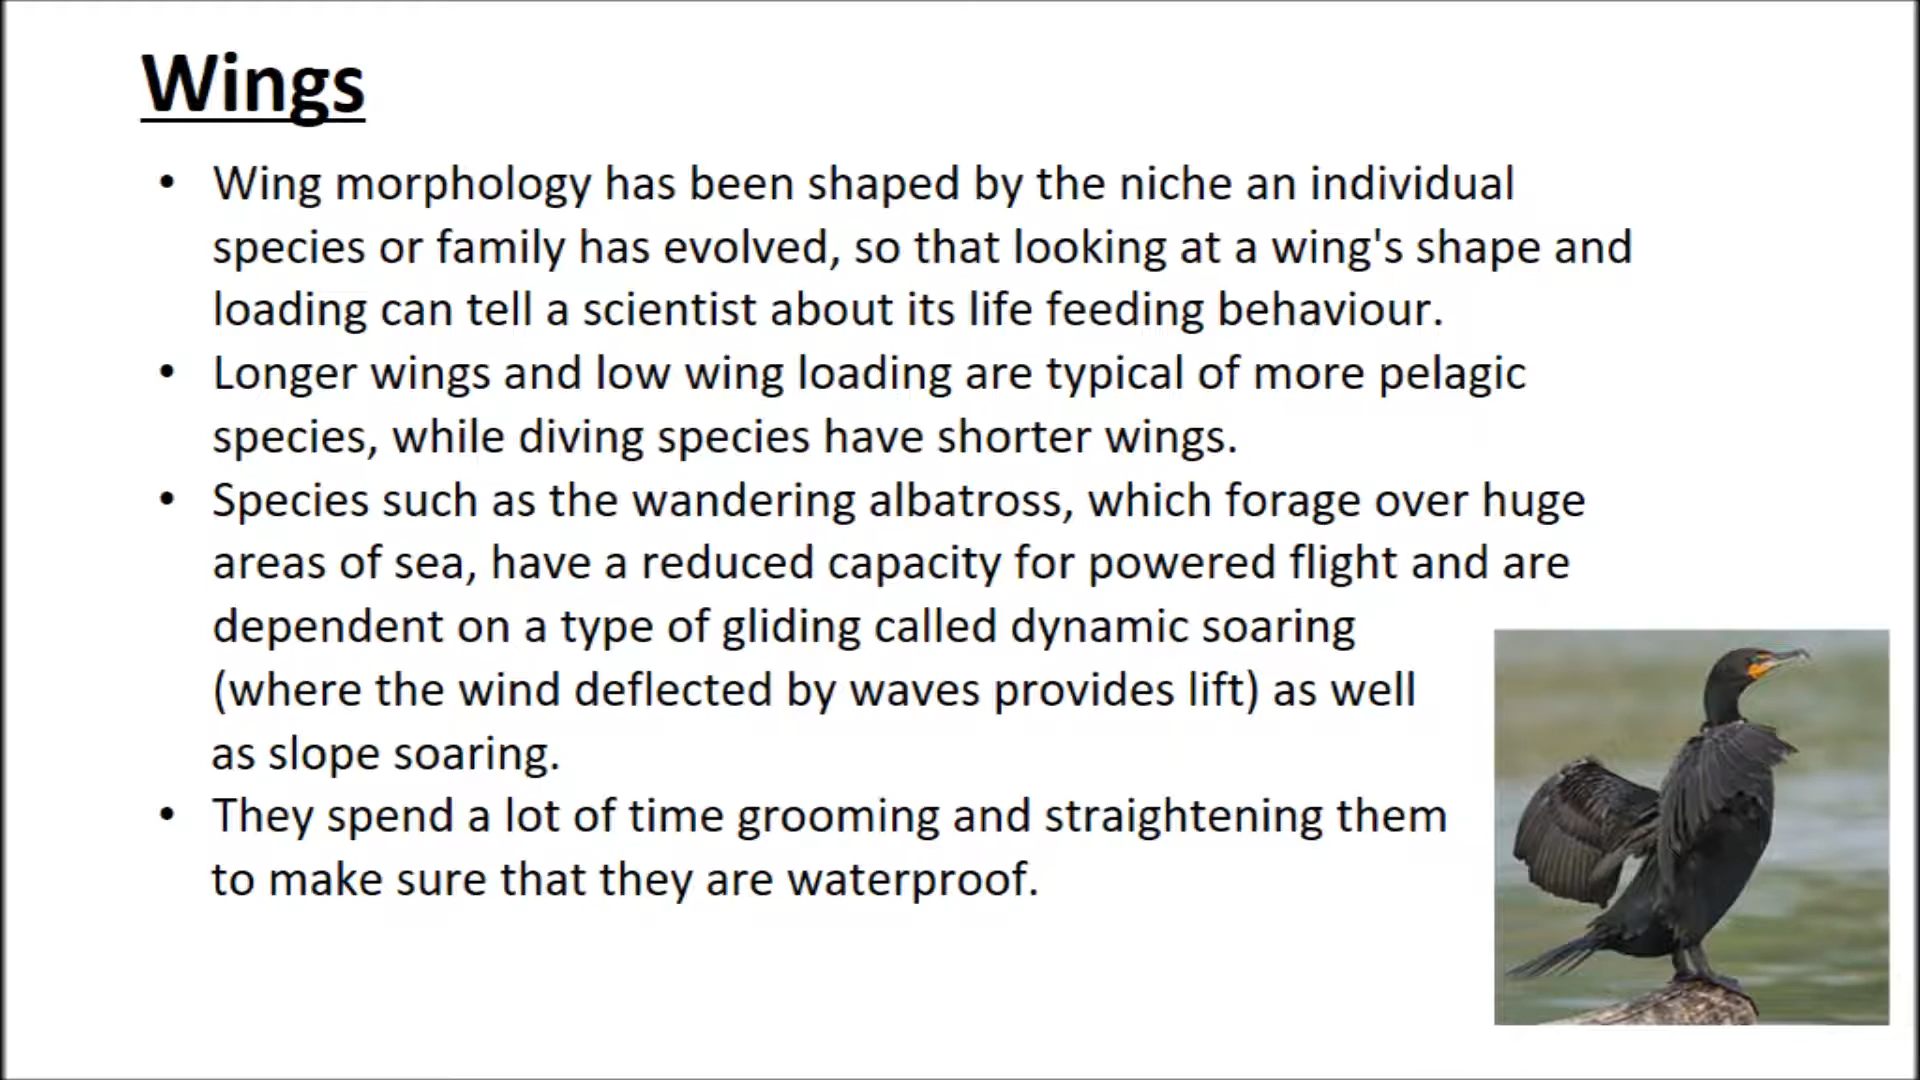 Wings
• Wing morphology has been shaped by the niche an individual
species or family has evolved, so that looking at a wing's shape and
loading can tell a scientist about its life feeding behaviour.
• Longer wings and low wing loading are typical of more pelagic
species, while diving species have shorter wings.
• Species such as the wandering albatross, which forage over huge
areas of sea, have a reduced capacity for powered flight and are
dependent on a type of gliding called dynamic soaring
(where the wind deflected by waves provides lift) as well
as slope soaring.
• They spend a lot of time grooming and straightening them
to make sure that they are waterproof.